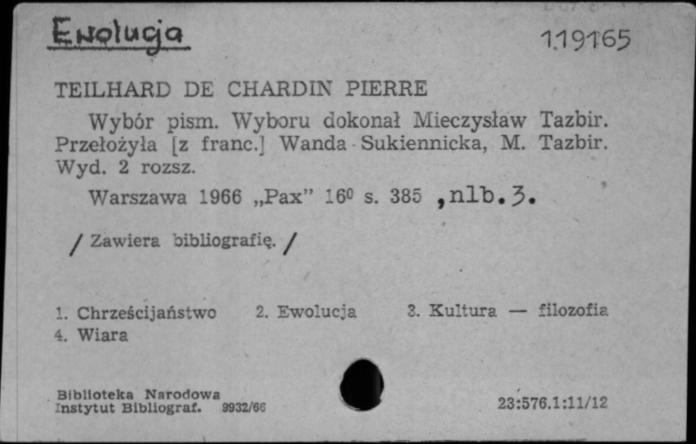 Ewolucja
119165
TEILHARD DE CHARDIN PIERRE
Wybór pism. Wyboru dokonał Mieczysław Tazbir.
Przełożyła [z franc.] Wanda Sukiennicka, M. Tazbir.
Wyd. 2 rozsz.
Warszawa 1966 „Pax” 16⁰ s. 385 , nlb. 3.
/ Zawiera bibliografię. /
1. Chrześcijaństwo 2. Ewolucja 3. Kultura — filozofia
4. Wiara
Biblioteka Narodowa
Instytut Bibliograf. 9932/66
23:576.1:11/12